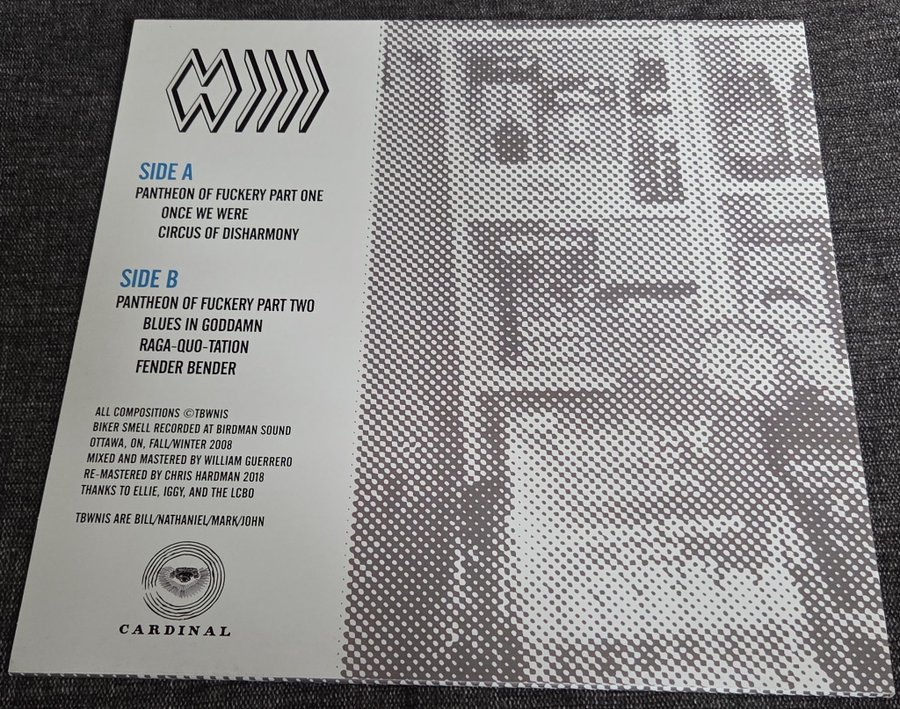 SIDE A
PANTHEON OF FUCKERY PART ONE
ONCE WE WERE
CIRCUS OF DISHARMONY
SIDE B
PANTHEON OF FUCKERY PART TWO
BLUES IN GODDAMN
RAGA-QUO-TATION
FENDER BENDER
ALL COMPOSITIONS ©TBWNIS
BIKER SMELL RECORDED AT BIRDMAN SOUND
OTTAWA, ON, FALL/WINTER 2008
MIXED AND MASTERED BY WILLIAM GUERRERO
RE-MASTERED BY CHRIS HARDMAN 2018
THANKS TO ELLIE, IGGY, AND THE LCBO
TBWNIS ARE BILL/NATHANIEL/MARK/JOHN
CARDINAL